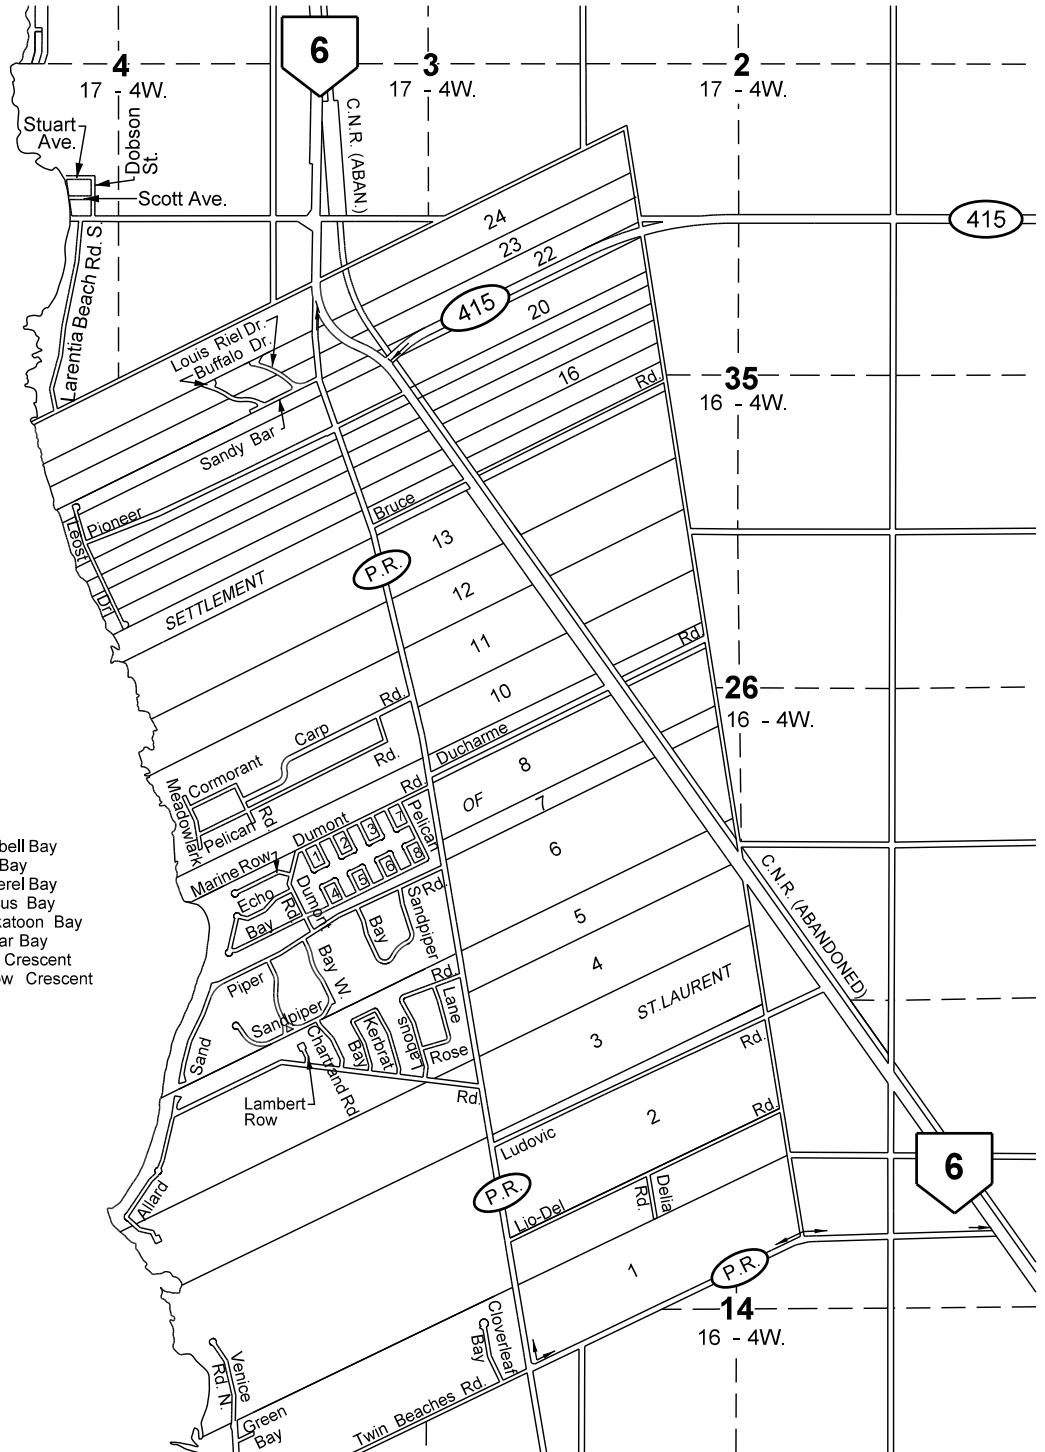 6
4
17 - 4W.
3
17 - 4W.
2
17 - 4W.
C.N.R. (ABAN.)
Stuart
Ave.
Dobson
St.
Scott Ave.
Larentia Beach Rd. S.
24
23
22
415
415
20
Louis Riel Dr.
Buffalo Dr.
16
Rd.
35
16 - 4W.
Sandy Bar
Pioneer
Bruce
Leost
Dr.
13
P.R.
SETTLEMENT
12
11
10
Rd.
26
16 - 4W.
Rd.
Carp
Cormorant
Rd.
Ducharme
8
Meadowlark
Pelican
Rd.
Dumont
Rd.
OF
7
Pelican
1
2
3
7
4
5
6
8
6
bell Bay
Bay
erel Bay
us Bay
katoon Bay
ar Bay
Crescent
ow Crescent
Marine Row
Echo
Bay
Rd.
Dumont
Bay W.
Bay
Sandpiper
Rd.
C.N.R. (ABANDONED)
5
4
ST.LAURENT
Piper
Sand
Sandpiper
Rd.
Lane
Rose
Labous
Kerbrat
Bay
Chartrand Rd.
3
Rd.
Lambert
Row
Rd.
2
Rd.
Ludovic
6
P.R.
Allard
Lio-Del
Delia
Rd.
1
P.R.
14
16 - 4W.
Cloverleaf
Bay
Venice
Rd. N.
Green
Bay
Twin Beaches Rd.